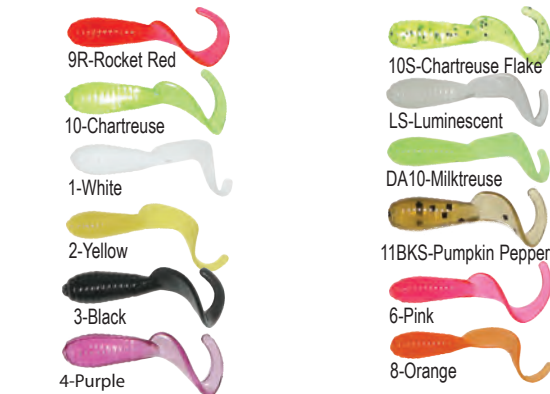 9R-Rocket Red
10-Chartreuse
1-White
2-Yellow
3-Black
4-Purple
10S-Chartreuse Flake
LS-Luminescent
DA10-Milktreuse
11BKS-Pumpkin Pepper
6-Pink
8-Orange